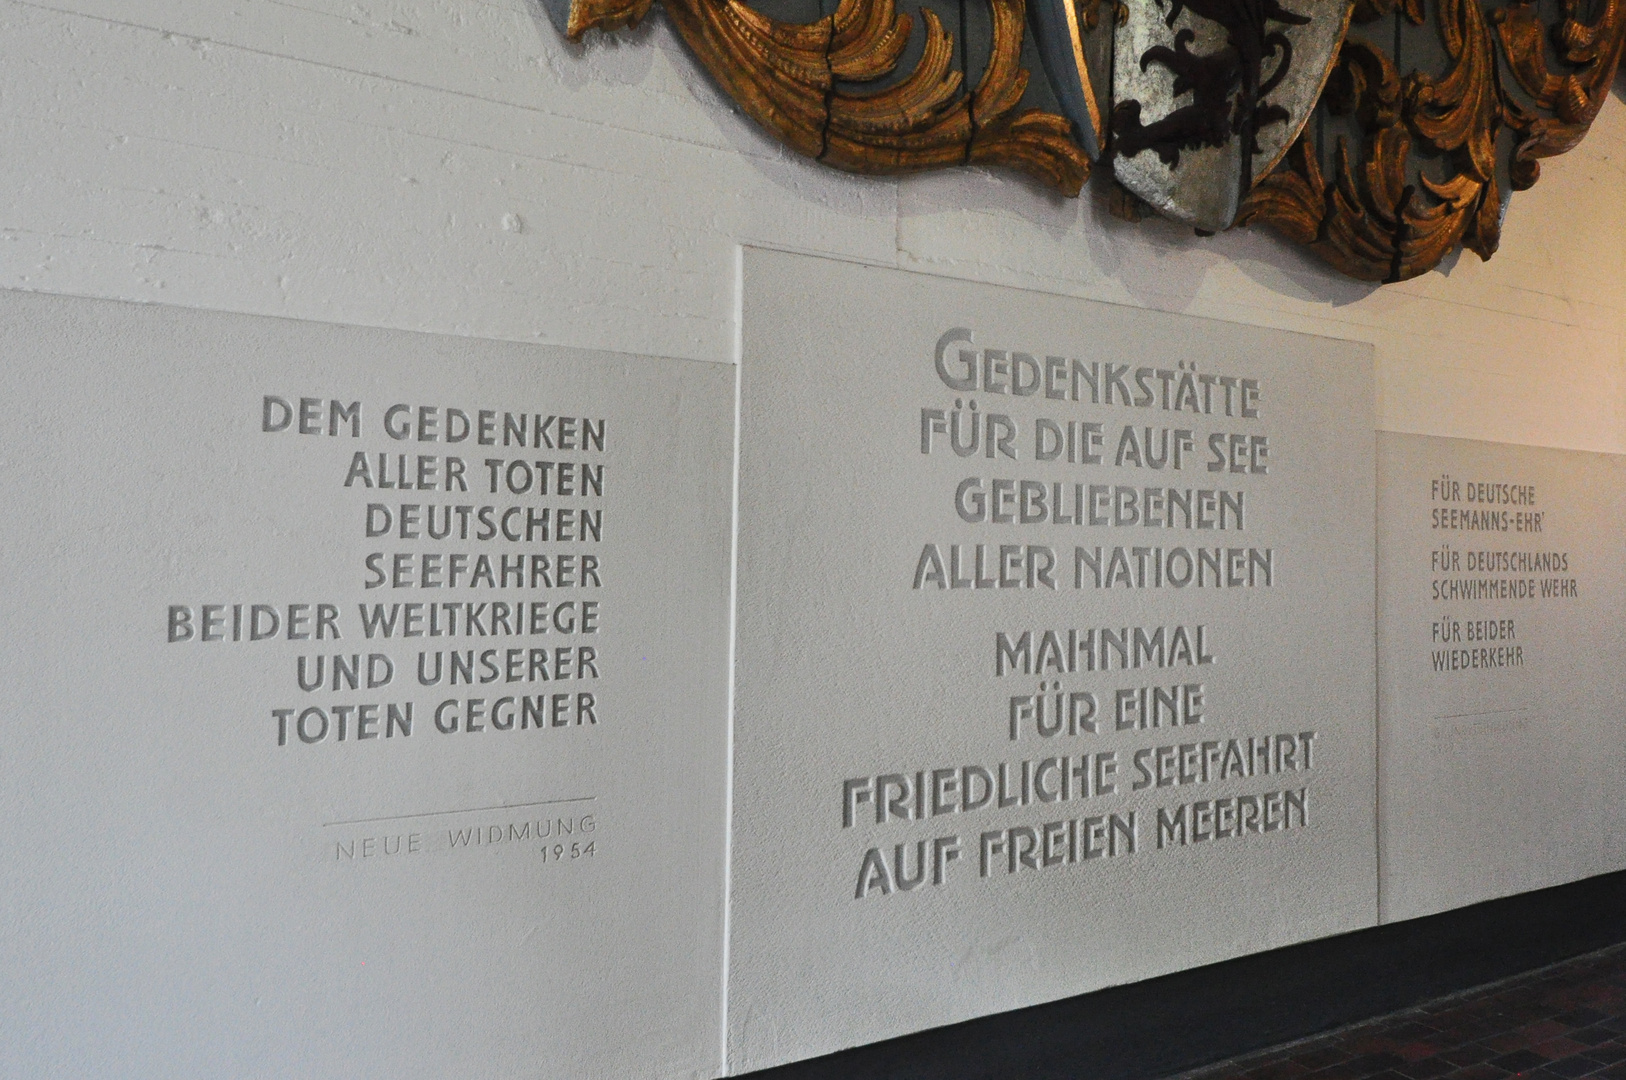 DEM GEDENKEN
ALLER TOTEN
DEUTSCHEN
SEEFAHRER
BEIDER WELTKRIEGE
UND UNSERER
TOTEN GEGNER
NEUE WIDMUNG
1954
GEDENKSTÄTTE
FÜR DIE AUF SEE
GEBLIEBENEN
ALLER NATIONEN
MAHNMAL
FÜR EINE
FRIEDLICHE SEEFAHRT
AUF FREIEN MEEREN
FÜR DEUTSCHE
SEEMANNS-EHR'
FÜR DEUTSCHLANDS
SCHWIMMENDE WEHR
FÜR BEIDER
WIEDERKEHR